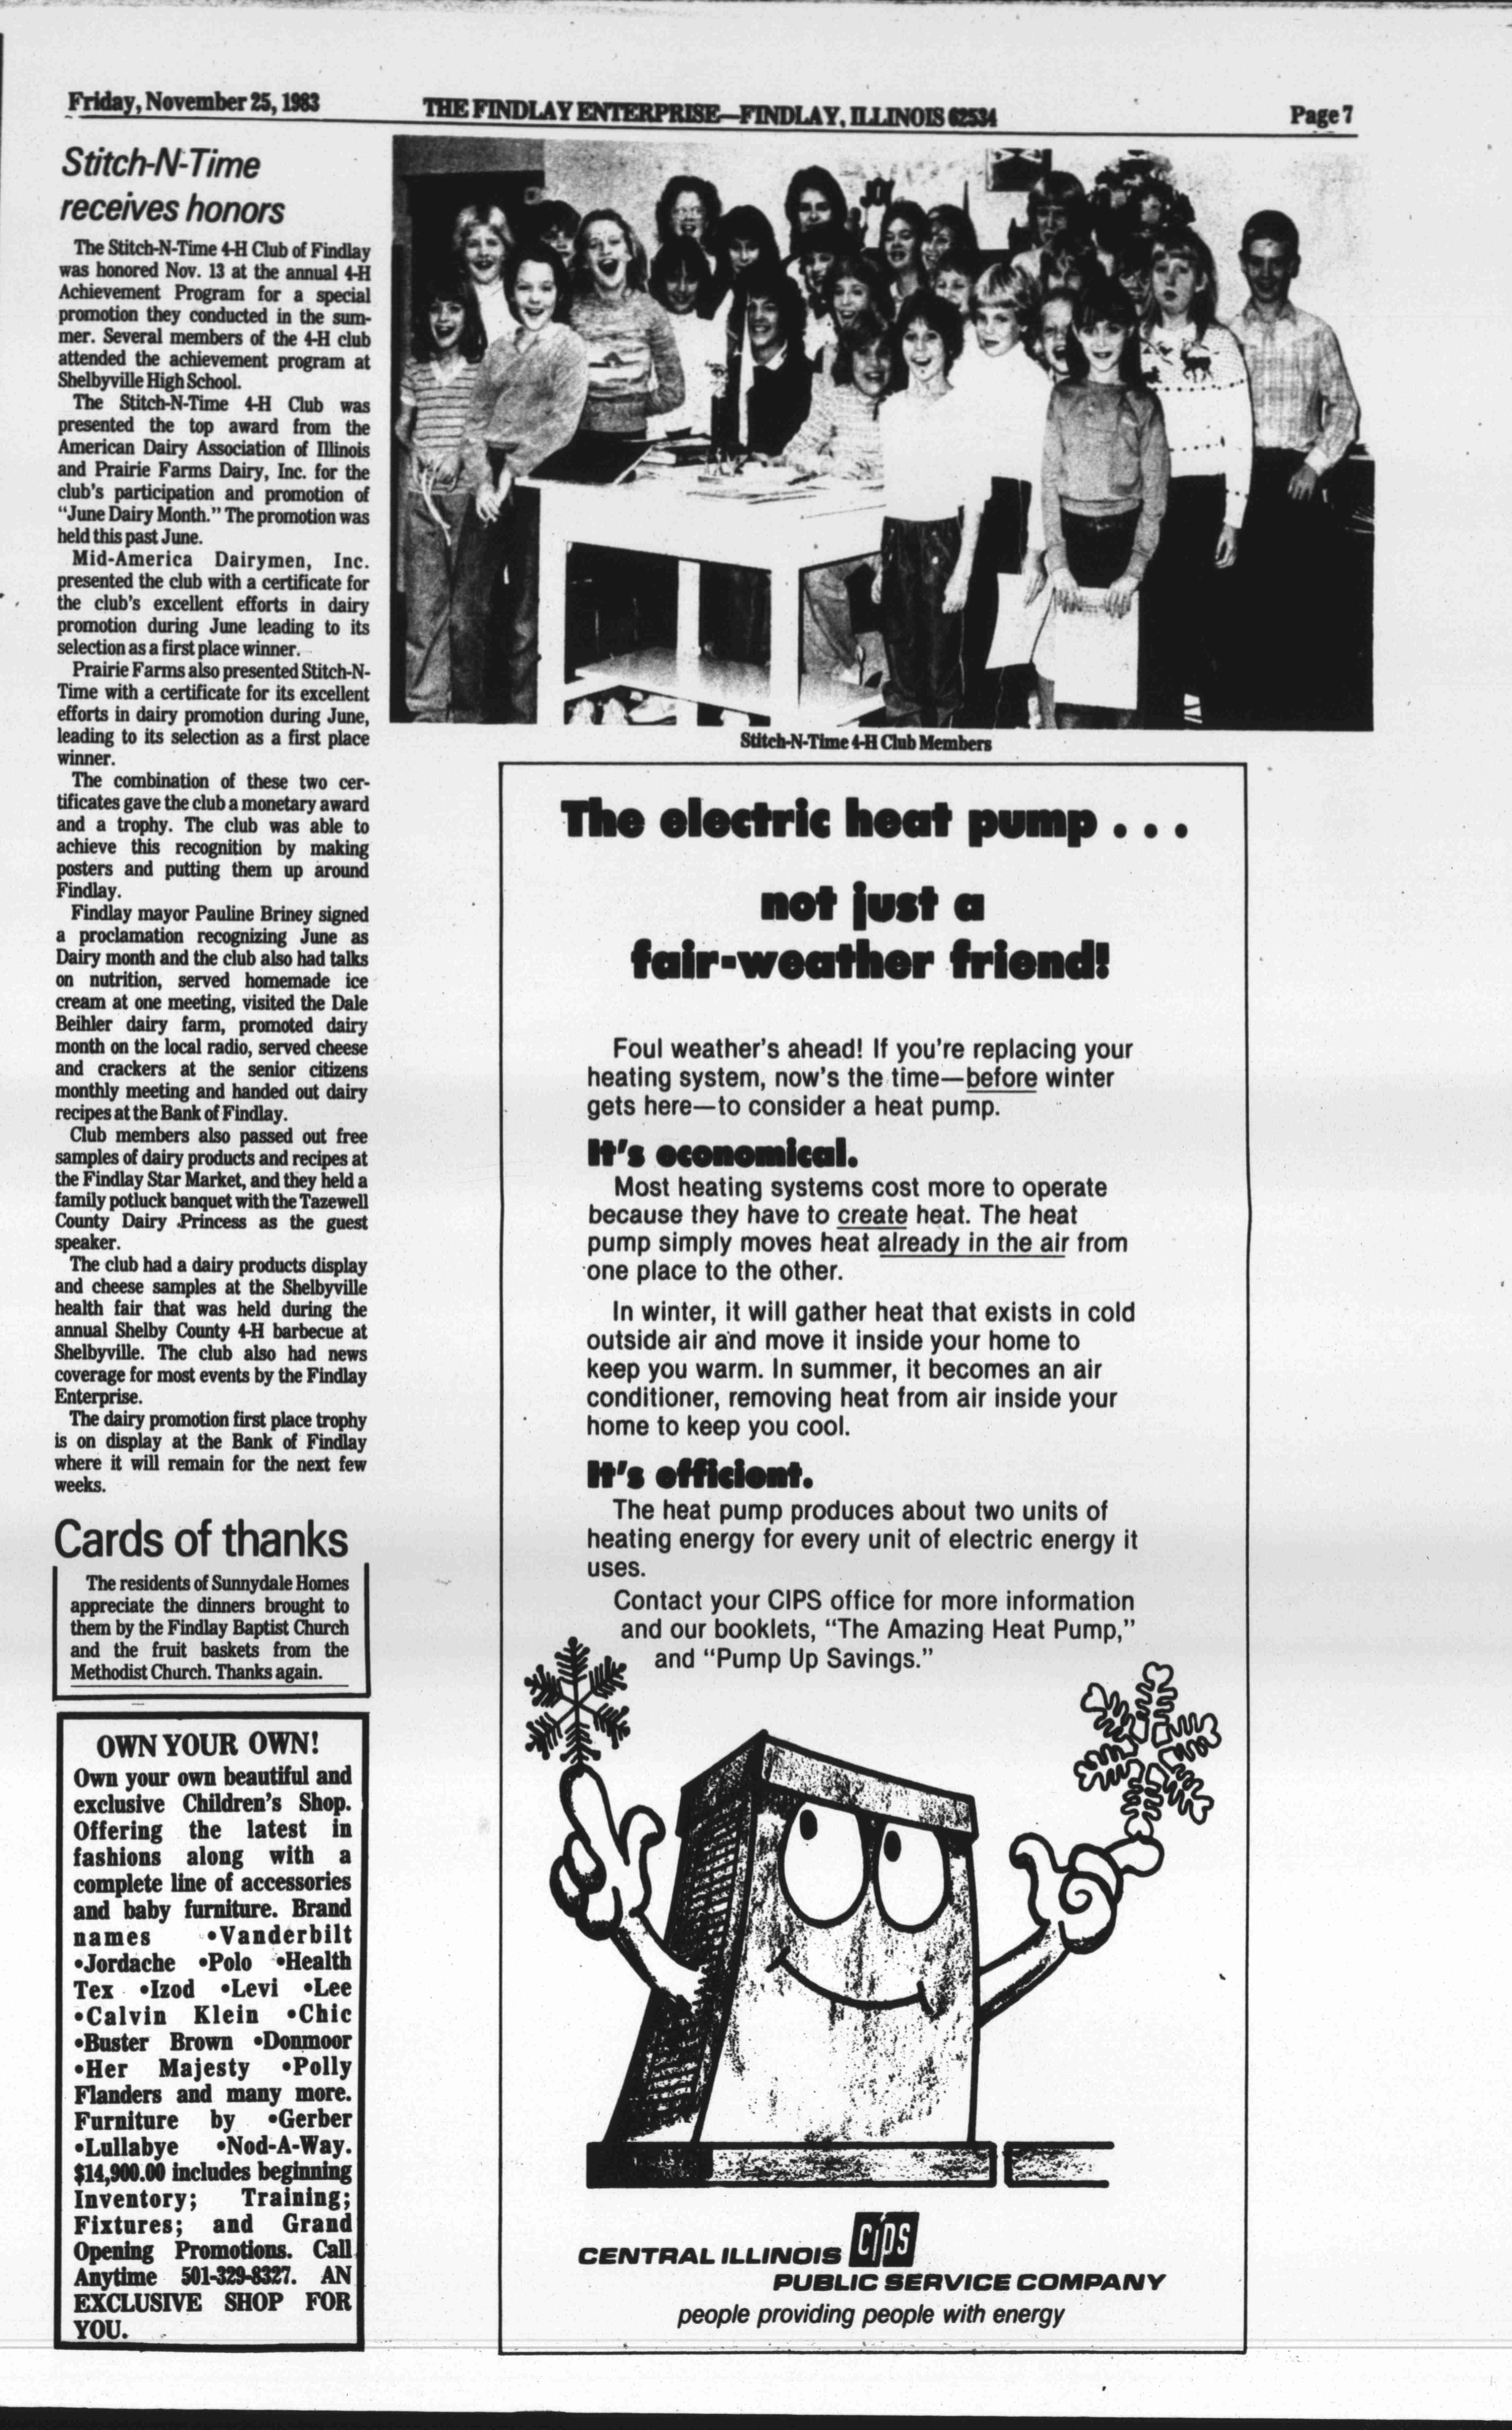 Friday, November 25, 1983
THE FINDLAY ENTERPRISE—FINDLAY, ILLINOIS 62534
Page 7
Stitch-N-Time
receives honors
The Stitch-N-Time 4-H Club of Findlay
was honored Nov. 13 at the annual 4-H
Achievement Program for a special
promotion they conducted in the sum-
mer. Several members of the 4-H club
attended the achievement program at
Shelbyville High School.
The Stitch-N-Time 4-H Club was
presented the top award from the
American Dairy Association of Illinois
and Prairie Farms Dairy, Inc. for the
club's participation and promotion of
“June Dairy Month.” The promotion was
held this past June.
Mid-America Dairymen, Inc.
presented the club with a certificate for
the club's excellent efforts in dairy
promotion during June leading to its
selection as a first place winner.
Prairie Farms also presented Stitch-N-
Time with a certificate for its excellent
efforts in dairy promotion during June,
leading to its selection as a first place
winner.
The combination of these two cer-
tificates gave the club a monetary award
and a trophy. The club was able to
achieve this recognition by making
posters and putting them up around
Findlay.
Findlay mayor Pauline Briney signed
a proclamation recognizing June as
Dairy month and the club also had talks
on nutrition, served homemade ice
cream at one meeting, visited the Dale
Beihler dairy farm, promoted dairy
month on the local radio, served cheese
and crackers at the senior citizens
monthly meeting and handed out dairy
recipes at the Bank of Findlay.
Club members also passed out free
samples of dairy products and recipes at
the Findlay Star Market, and they held a
family potluck banquet with the Tazewell
County Dairy Princess as the guest
speaker.
The club had a dairy products display
and cheese samples at the Shelbyville
health fair that was held during the
annual Shelby County 4-H barbecue at
Shelbyville. The club also had news
coverage for most events by the Findlay
Enterprise.
The dairy promotion first place trophy
is on display at the Bank of Findlay
where it will remain for the next few
weeks.
Cards of thanks
The residents of Sunnydale Homes
appreciate the dinners brought to
them by the Findlay Baptist Church
and the fruit baskets from the
Methodist Church. Thanks again.
OWN YOUR OWN!
Own your own beautiful and
exclusive Children's Shop.
Offering the latest in
fashions along with a
complete line of accessories
and baby furniture. Brand
names •Vanderbilt
•Jordache •Polo •Health
Tex •Izod •Levi •Lee
•Calvin Klein •Chic
•Buster Brown •Donmoor
•Her Majesty •Polly
Flanders and many more.
Furniture by •Gerber
•Lullabye •Nod-A-Way.
$14,900.00 includes beginning
Inventory; Training;
Fixtures; and Grand
Opening Promotions. Call
Anytime 501-329-8327. AN
EXCLUSIVE SHOP FOR
YOU.
Stitch-N-Time 4-H Club Members
The electric heat pump . . .
not just a
fair-weather friend!
Foul weather's ahead! If you're replacing your
heating system, now's the time—before winter
gets here—to consider a heat pump.
It's economical.
Most heating systems cost more to operate
because they have to create heat. The heat
pump simply moves heat already in the air from
one place to the other.
In winter, it will gather heat that exists in cold
outside air and move it inside your home to
keep you warm. In summer, it becomes an air
conditioner, removing heat from air inside your
home to keep you cool.
It's efficient.
The heat pump produces about two units of
heating energy for every unit of electric energy it
uses.
Contact your CIPS office for more information
and our booklets, “The Amazing Heat Pump,”
and “Pump Up Savings.”
CENTRAL ILLINOIS CIPS
PUBLIC SERVICE COMPANY
people providing people with energy